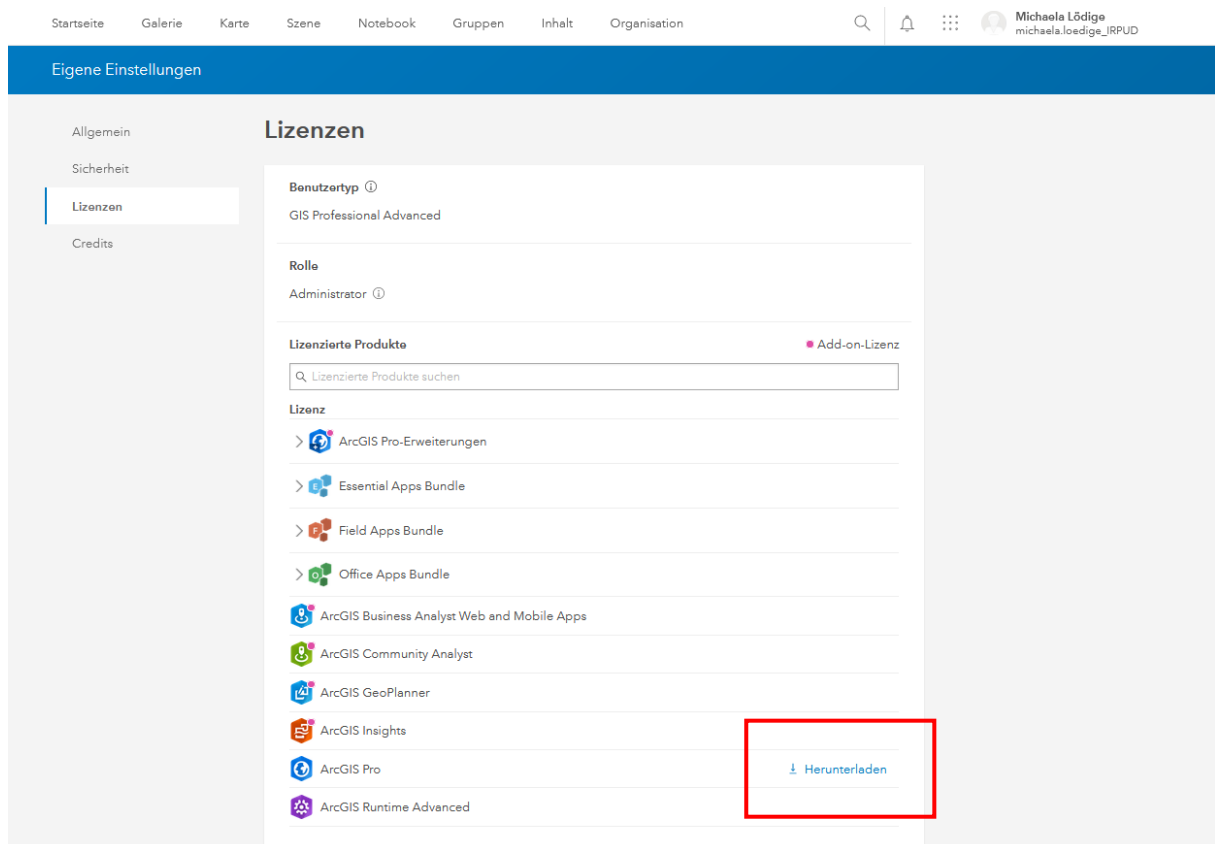 Startseite Galerie Karte Szene Notebook Gruppen Inhalt Organisation Michaela Lödige
michaela.loedige_IRPUD
Eigene Einstellungen
Allgemein
Sicherheit
Lizenzen
Credits
Lizenzen
Benutzertyp
GIS Professional Advanced
Rolle
Administrator
Lizenzierte Produkte Add-on-Lizenz
Lizenzierte Produkte suchen
Lizenz
ArcGIS Pro-Erweiterungen
Essential Apps Bundle
Field Apps Bundle
Office Apps Bundle
ArcGIS Business Analyst Web and Mobile Apps
ArcGIS Community Analyst
ArcGIS GeoPlanner
ArcGIS Insights
ArcGIS Pro Herunterladen
ArcGIS Runtime Advanced